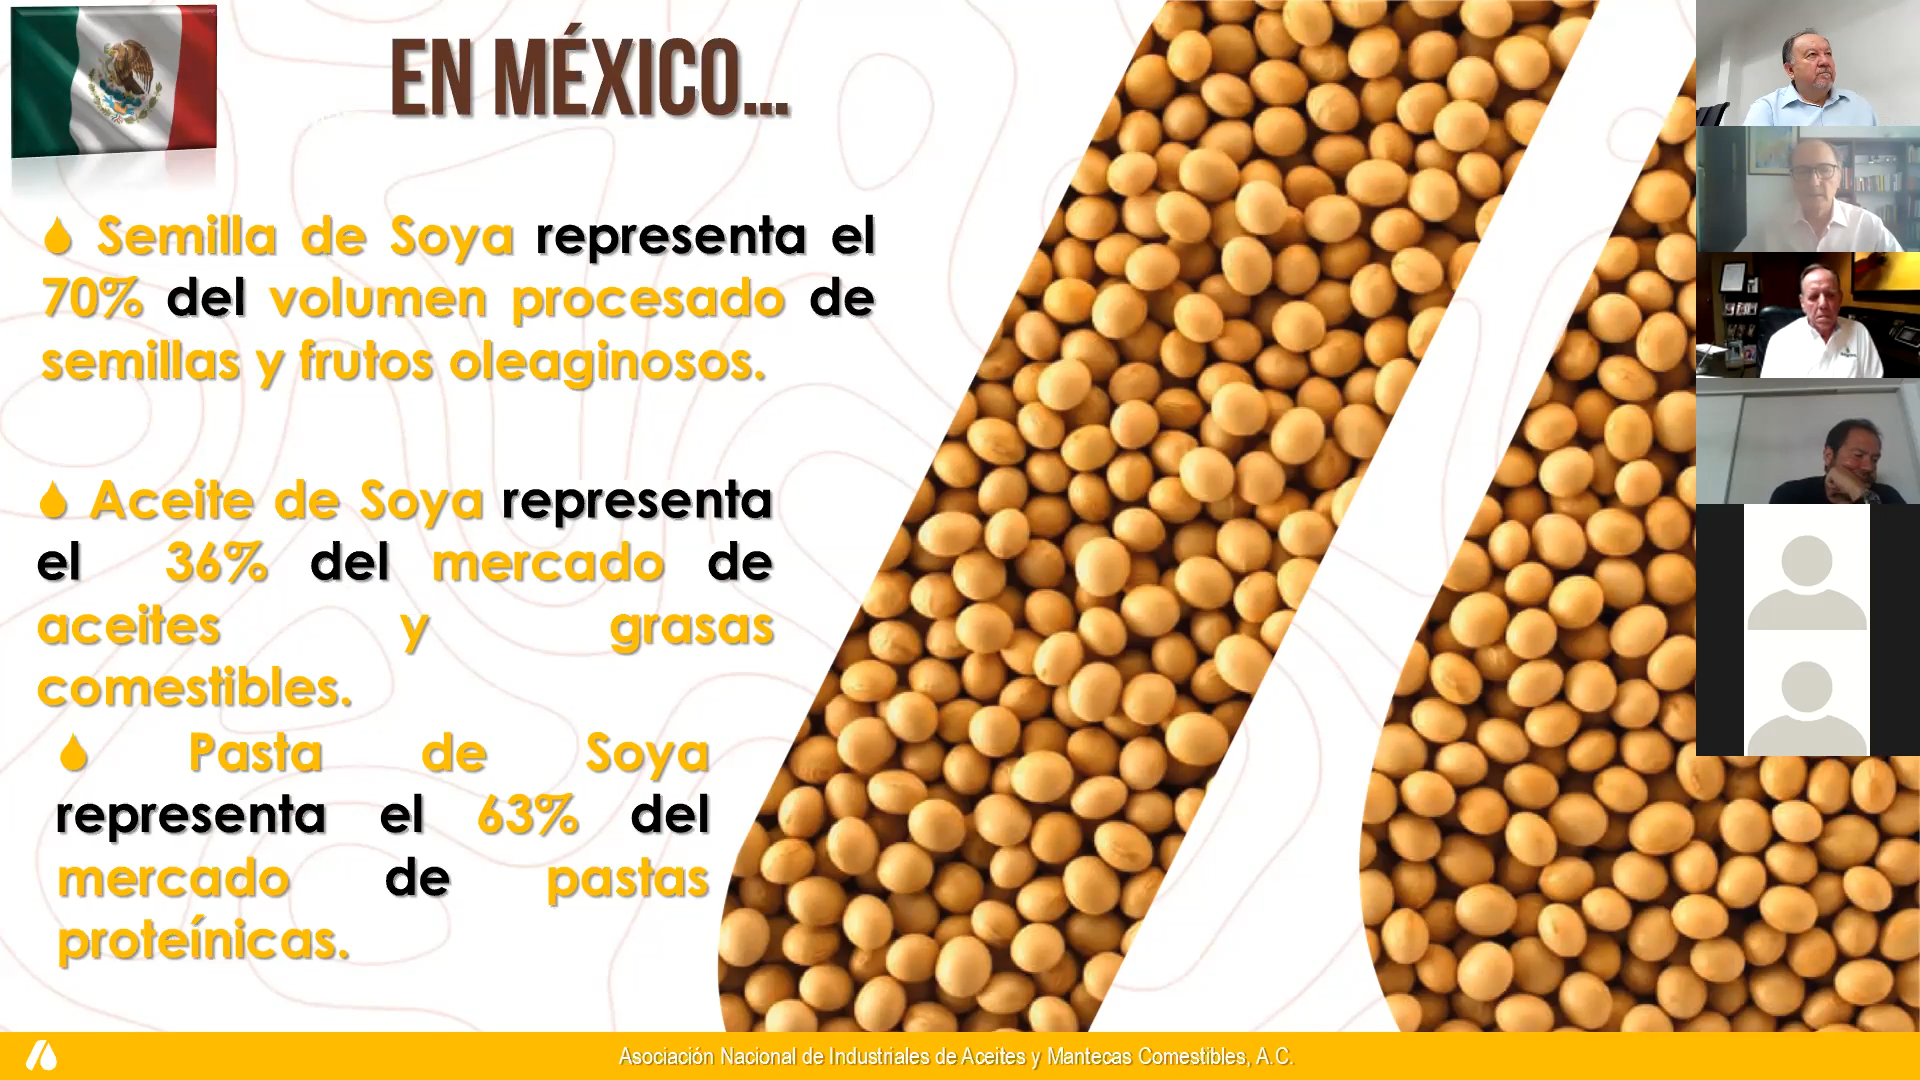 EN MÉXICO...
Semilla de Soya representa el
70% del volumen procesado de
semillas y frutos oleaginosos.
Aceite de Soya representa
el 36% del mercado de
aceites y grasas
comestibles.
Pasta de Soya
representa el 63% del
mercado de pastas
proteínicas.
Asociación Nacional de Industriales de Aceites y Mantecas Comestibles, A.C.